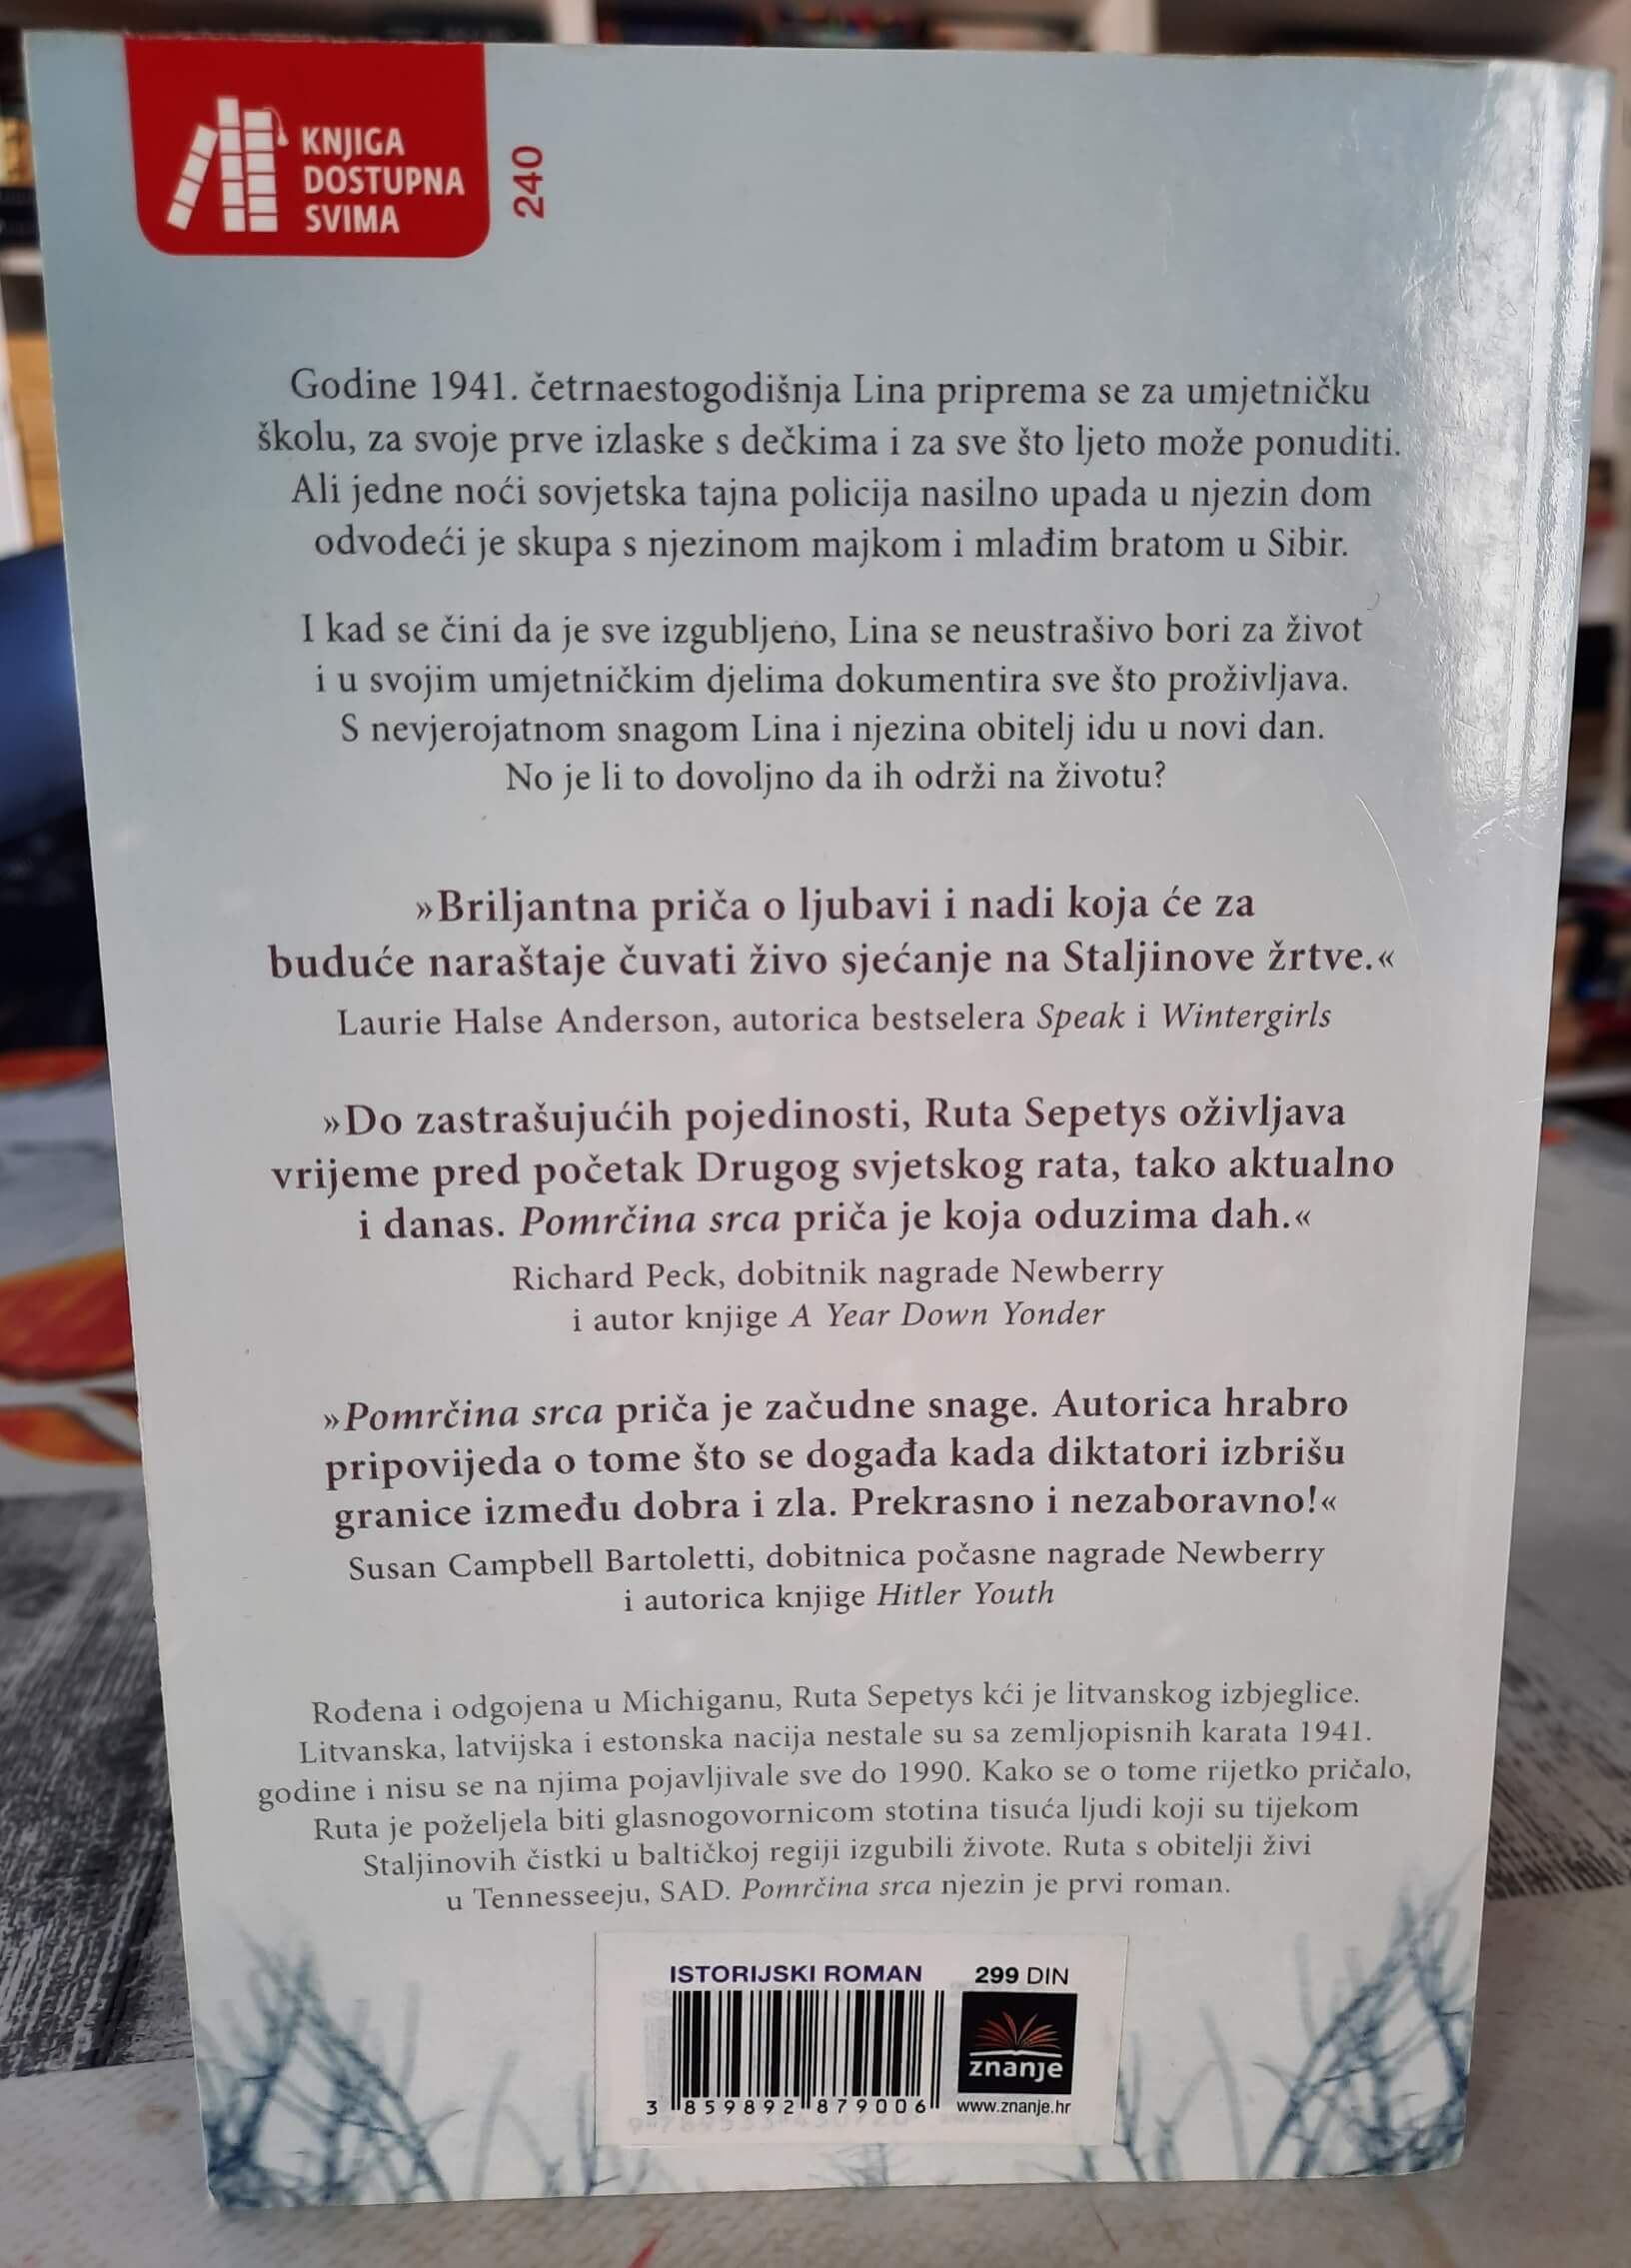 KNJIGA
DOSTUPNA
SVIMA
240
Godine 1941. četrnaestogodišnja Lina priprema se za umjetničku
školu, za svoje prve izlaske s dečkima i za sve što ljeto može ponuditi.
Ali jedne noći sovjetska tajna policija nasilno upada u njezin dom
odvodeći je skupa s njezinom majkom i mlađim bratom u Sibir.
I kad se čini da je sve izgubljeno, Lina se neustrašivo bori za život
i u svojim umjetničkim djelima dokumentira sve što proživljava.
S nevjerojatnom snagom Lina i njezina obitelj idu u novi dan.
No je li to dovoljno da ih održi na životu?
»Briljantna priča o ljubavi i nadi koja će za
buduće naraštaje čuvati živo sjećanje na Staljinove žrtve.«
Laurie Halse Anderson, autorica bestselera Speak i Wintergirls
»Do zastrašujućih pojedinosti, Ruta Sepetys oživljava
vrijeme pred početak Drugog svjetskog rata, tako aktualno
i danas. Pomrčina srca priča je koja oduzima dah.«
Richard Peck, dobitnik nagrade Newberry
i autor knjige A Year Down Yonder
»Pomrčina srca priča je začudne snage. Autorica hrabro
pripovijeda o tome što se događa kada diktatori izbrišu
granice između dobra i zla. Prekrasno i nezaboravno!«
Susan Campbell Bartoletti, dobitnica počasne nagrade Newberry
i autorica knjige Hitler Youth
Rođena i odgojena u Michiganu, Ruta Sepetys kći je litvanskog izbjeglice.
Litvanska, latvijska i estonska nacija nestale su sa zemljopisnih karata 1941.
godine i nisu se na njima pojavljivale sve do 1990. Kako se o tome rijetko pričalo,
Ruta je poželjela biti glasnogovornicom stotina tisuća ljudi koji su tijekom
Staljinovih čistki u baltičkoj regiji izgubili živote. Ruta s obitelji živi
u Tennesseeju, SAD. Pomrčina srca njezin je prvi roman.
ISTORIJSKI ROMAN 299 DIN
znanje
3 859892 879006 www.znanje.hr